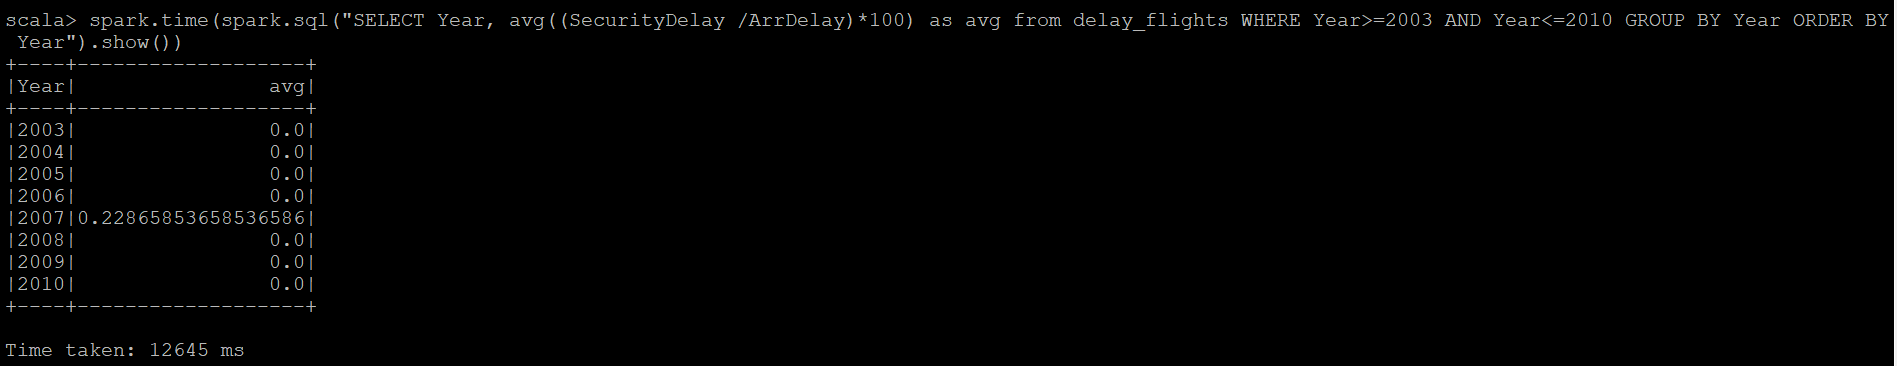 scala> spark.time(spark.sql("SELECT Year, avg((SecurityDelay /ArrDelay)*100) as avg from delay_flights WHERE Year>=2003 AND Year<=2010 GROUP BY Year ORDER BY
 Year").show())
+----+-------------------+
|Year|                avg|
+----+-------------------+
|2003|                0.0|
|2004|                0.0|
|2005|                0.0|
|2006|                0.0|
|2007|0.22865853658536586|
|2008|                0.0|
|2009|                0.0|
|2010|                0.0|
+----+-------------------+
Time taken: 12645 ms